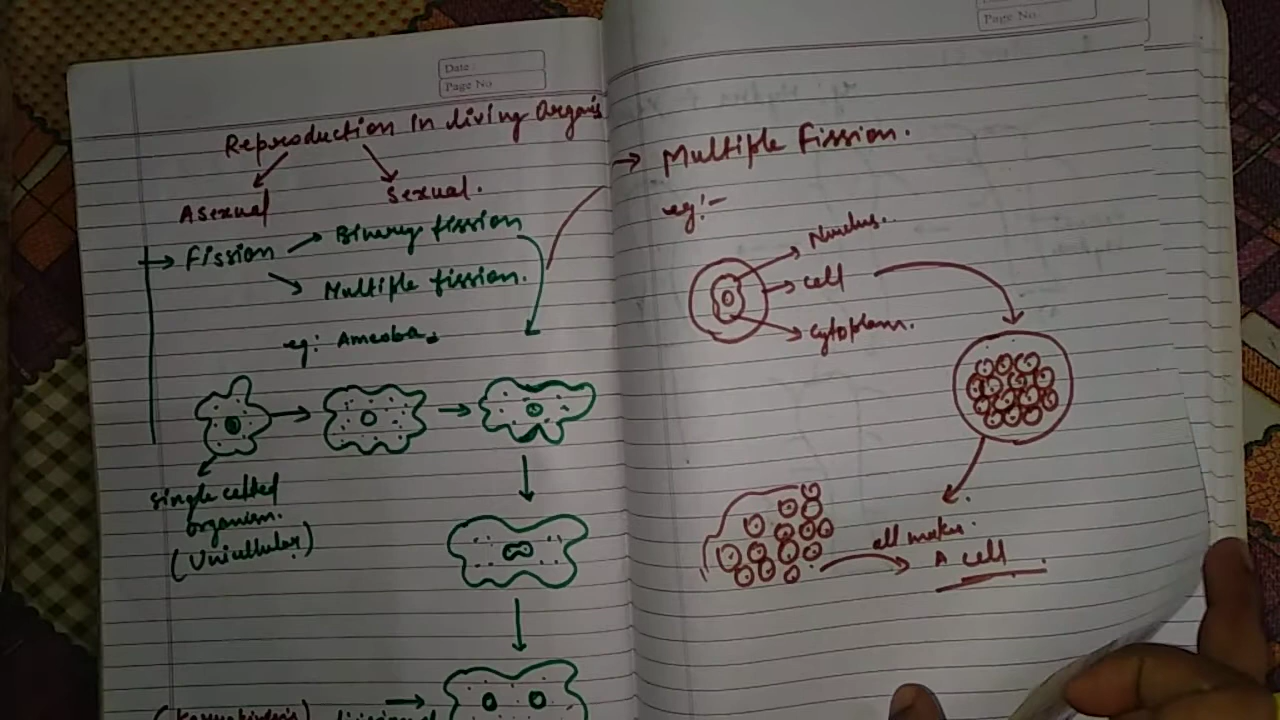 Date
Page No
Reproduction in living Organis
Asexual
Sexual.
Fission
Binary fission
Multiple fission.
eg: Amoeba
single celled
organism.
(Unicellular)
Page No
Multiple Fission.
eg:-
Nucleus.
cell
cytoplasm.
all makes.
A cell